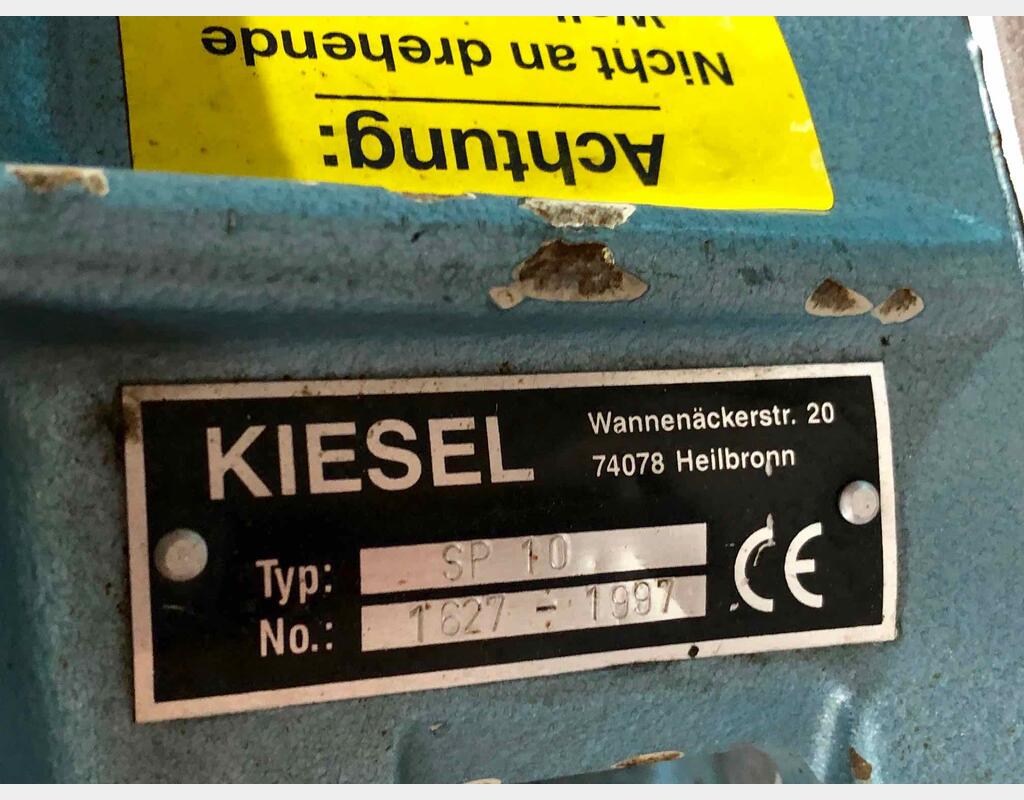 Achtung:
Nicht an drehende
KIESEL
Wannenäckerstr. 20
74078 Heilbronn
Typ: SP 10
No.: 1627 - 1997
CE